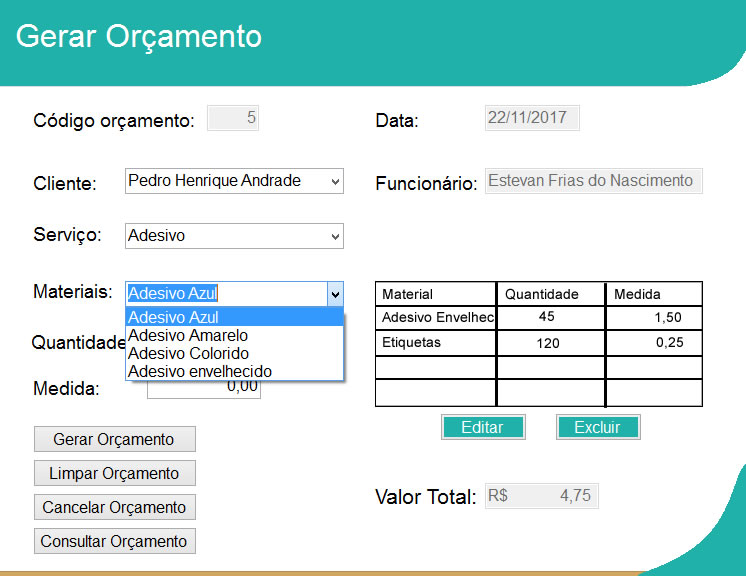 Gerar Orçamento
Código orçamento: 5 Data: 22/11/2017
Cliente: Pedro Henrique Andrade Funcionário: Estevan Frias do Nascimento
Serviço: Adesivo
Materiais: Adesivo Azul
Adesivo Azul
Adesivo Amarelo
Adesivo Colorido
Adesivo envelhecido
Quantidade
Medida: 0,00
Material Quantidade Medida
Adesivo Envelhec 45 1,50
Etiquetas 120 0,25
Editar Excluir
Gerar Orçamento
Limpar Orçamento
Cancelar Orçamento
Consultar Orçamento
Valor Total: R$ 4,75